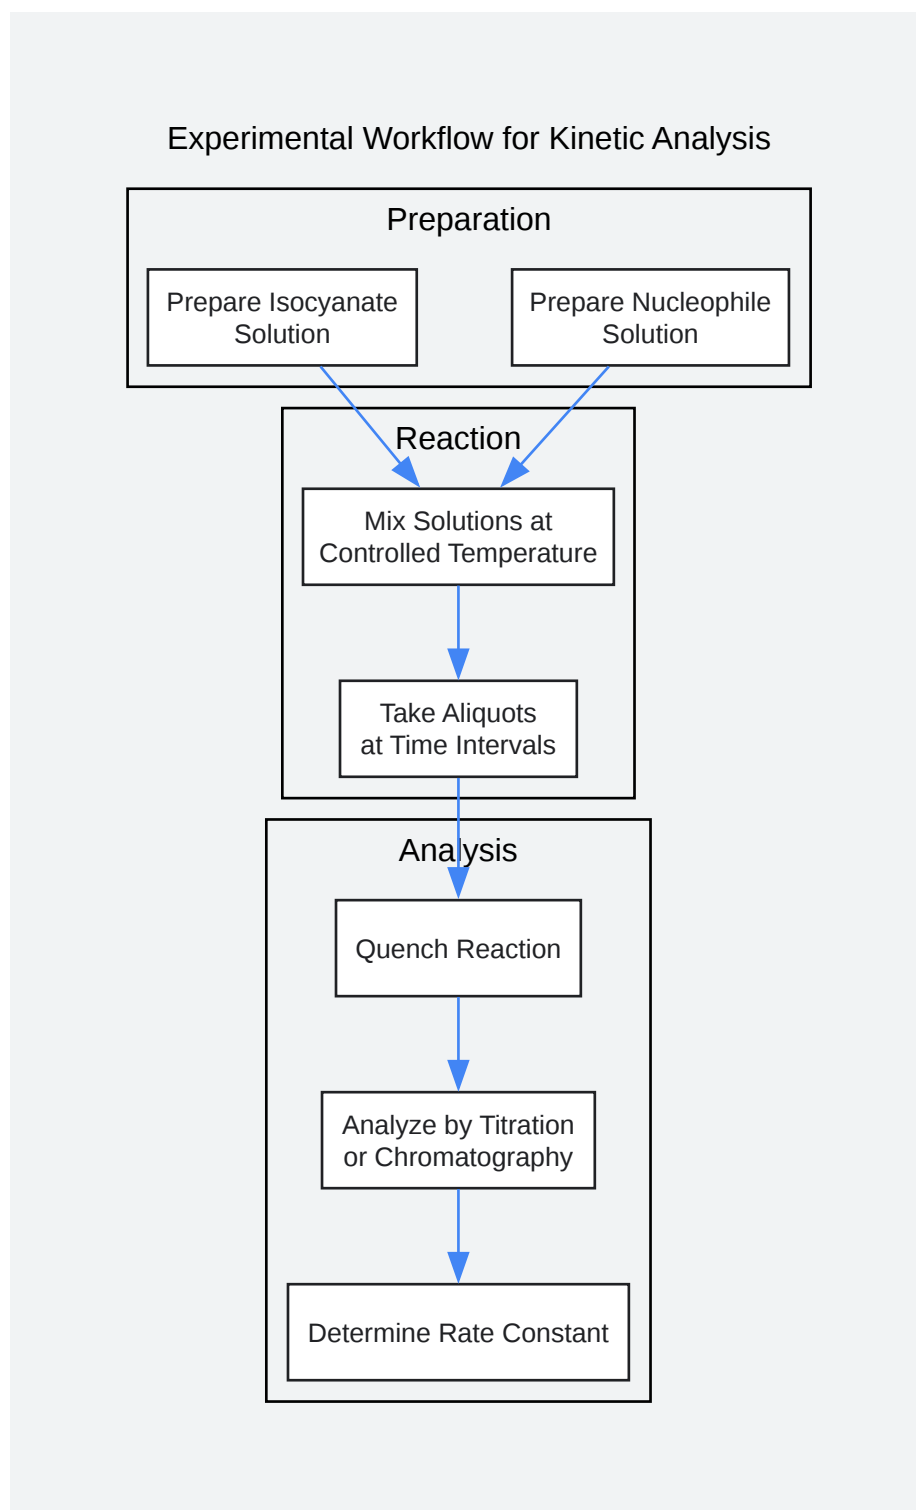 Experimental Workflow for Kinetic Analysis
Preparation
Prepare Isocyanate
Solution
Prepare Nucleophile
Solution
Reaction
Mix Solutions at
Controlled Temperature
Take Aliquots
at Time Intervals
Analysis
Quench Reaction
Analyze by Titration
or Chromatography
Determine Rate Constant